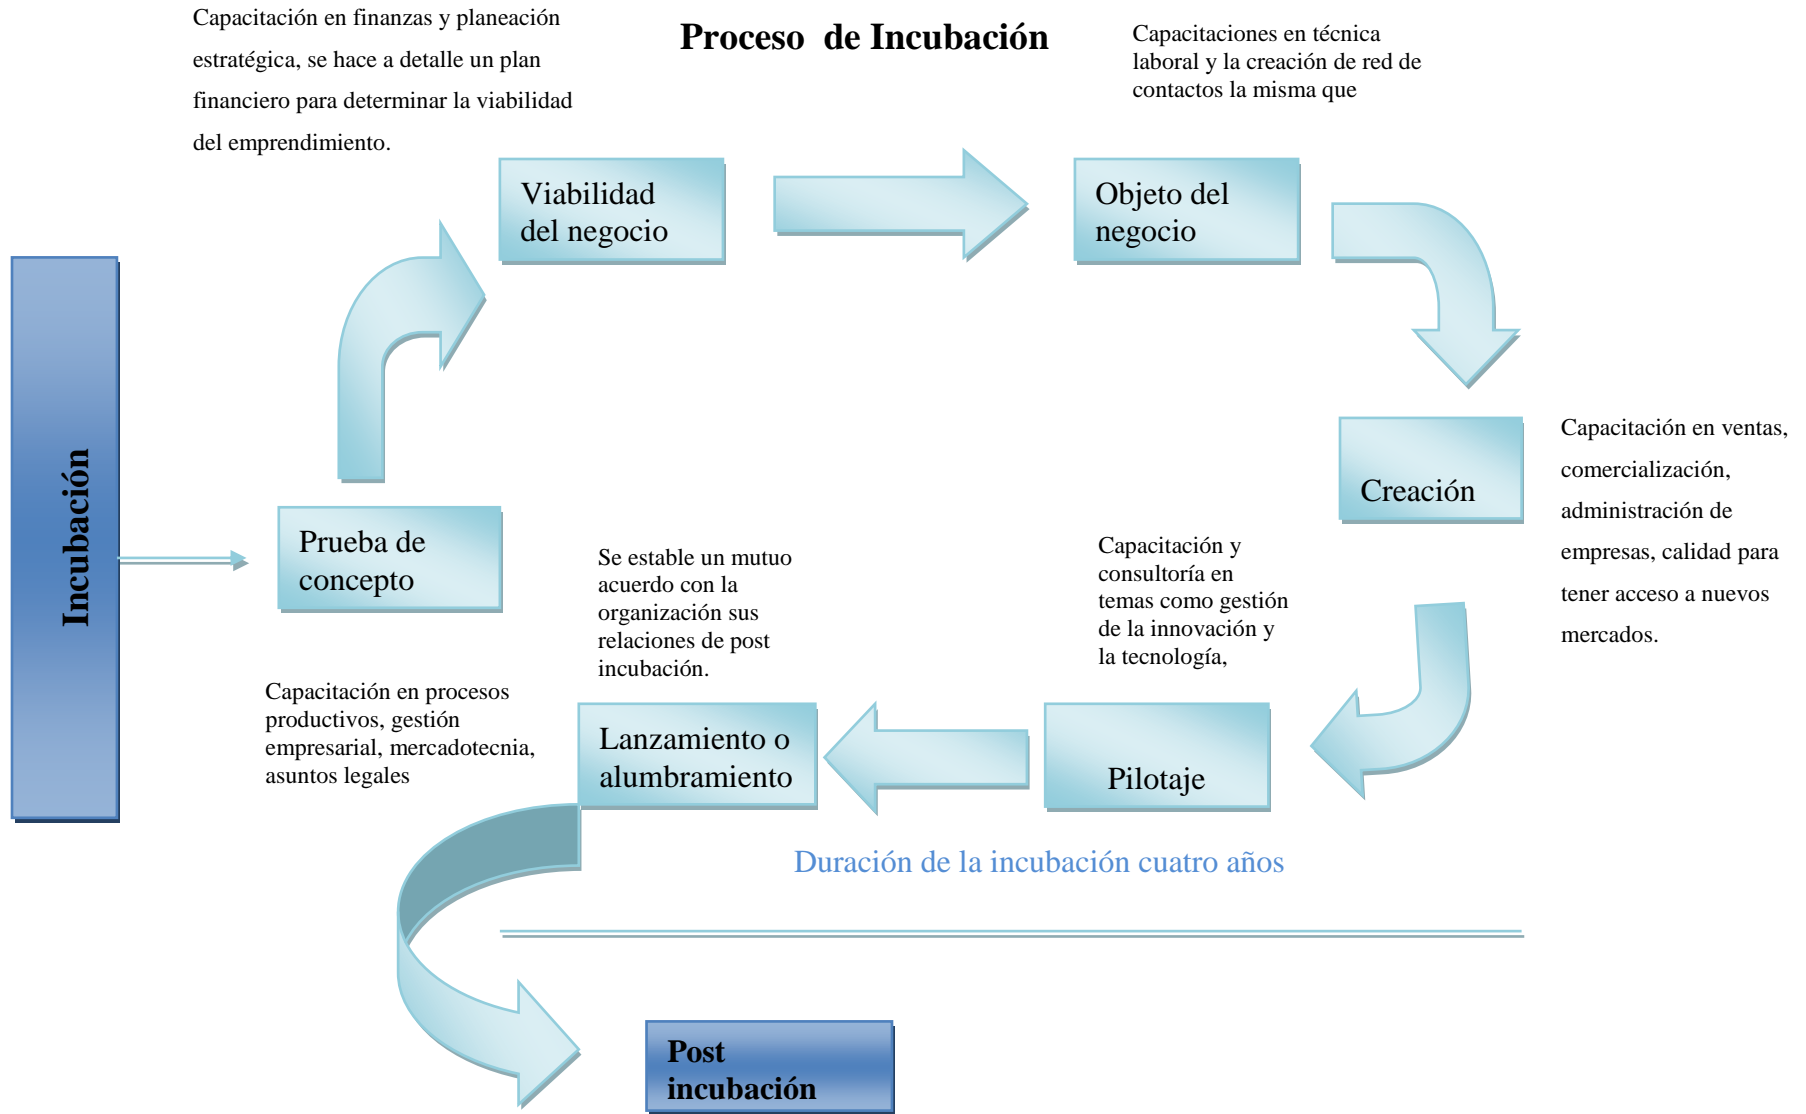 Proceso de Incubación
Capacitación en finanzas y planeación
estratégica, se hace a detalle un plan
financiero para determinar la viabilidad
del emprendimiento.
Capacitaciones en técnica
laboral y la creación de red de
contactos la misma que
Viabilidad
del negocio
Objeto del
negocio
Incubación
Prueba de
concepto
Creación
Capacitación en ventas,
comercialización,
administración de
empresas, calidad para
tener acceso a nuevos
mercados.
Se estable un mutuo
acuerdo con la
organización sus
relaciones de post
incubación.
Capacitación y
consultoría en
temas como gestión
de la innovación y
la tecnología,
Capacitación en procesos
productivos, gestión
empresarial, mercadotecnia,
asuntos legales
Lanzamiento o
alumbramiento
Pilotaje
Duración de la incubación cuatro años
Post
incubación